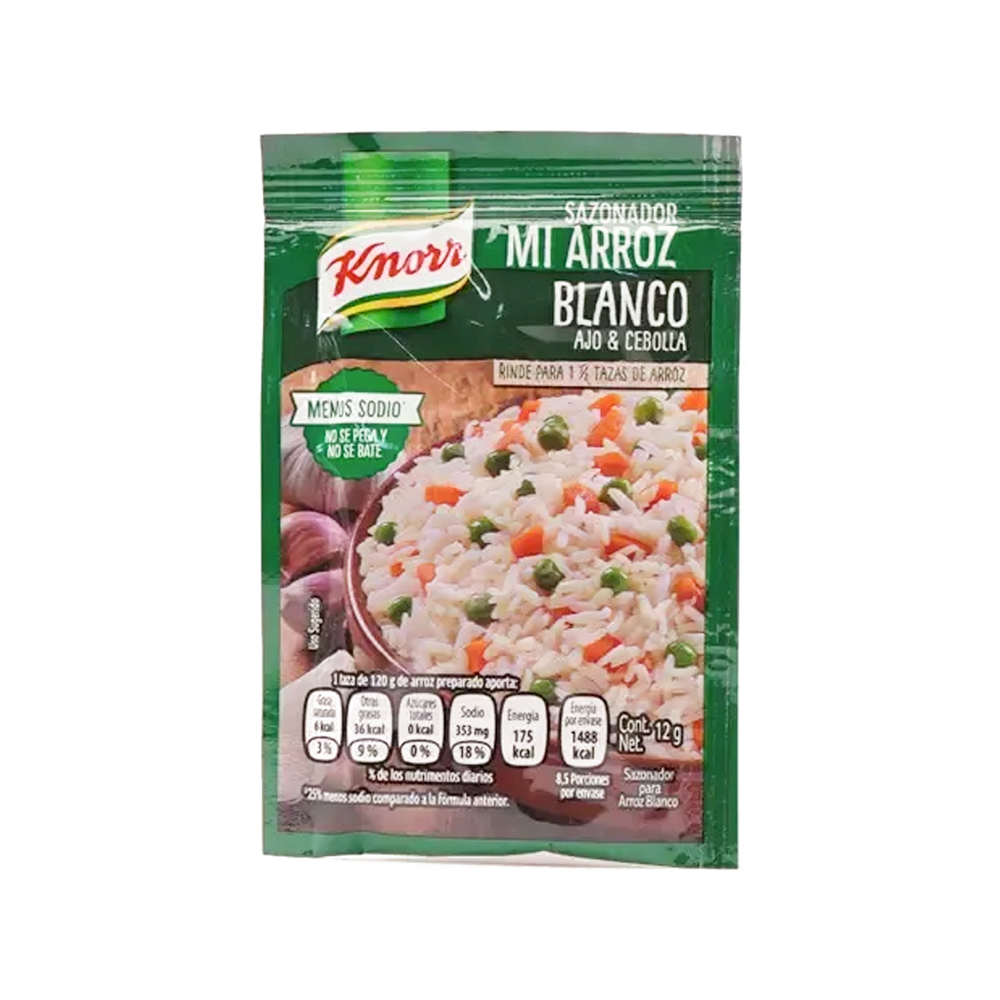 Knorr
SAZONADOR
MI ARROZ
BLANCO
AJO & CEBOLLA
RINDE PARA 1 ½ TAZAS DE ARROZ
MENOS SODIO*
NO SE PEGA Y
NO SE BATE
Uso Sugerido
1 taza de 120 g de arroz preparado aporta:
Grasa
saturada
6 kcal
3 %
Otras
grasas
36 kcal
9 %
Azúcares
totales
0 kcal
0 %
Sodio
353 mg
18 %
Energía
175
kcal
Energía
por envase
1488
kcal
% de los nutrimentos diarios
8,5 Porciones
por envase
*25% menos sodio comparado a la Fórmula anterior.
Cont.
Net. 12 g
Sazonador
para
Arroz Blanco